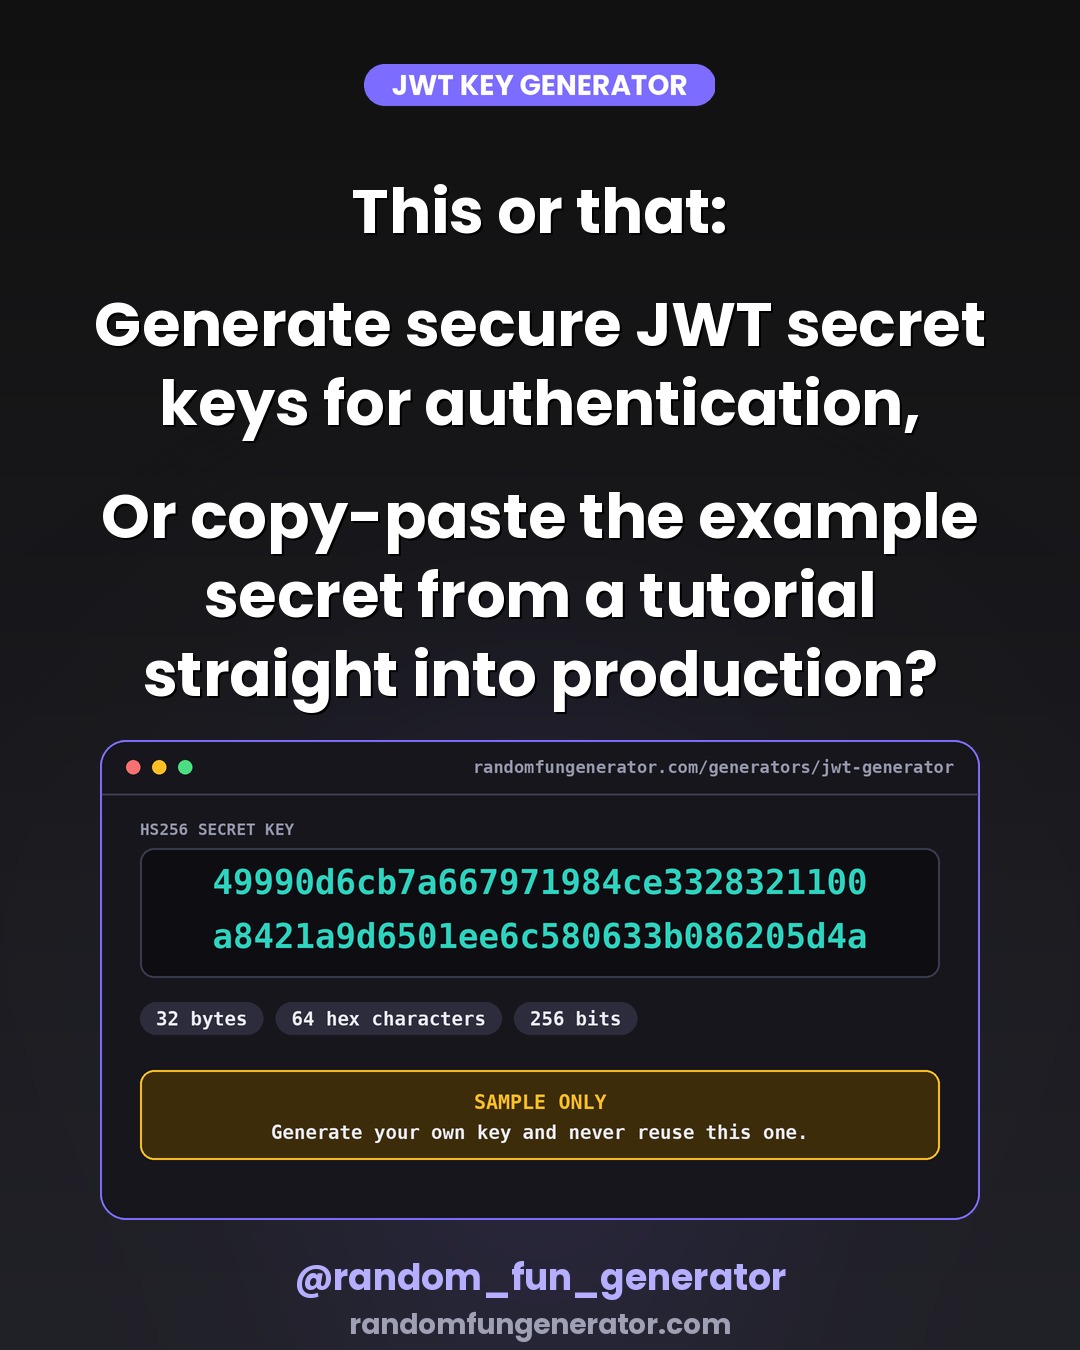 JWT KEY GENERATOR
This or that:
Generate secure JWT secret
keys for authentication,
Or copy-paste the example
secret from a tutorial
straight into production?
randomfungenerator.com/generators/jwt-generator
HS256 SECRET KEY
49990d6cb7a667971984ce3328321100
a8421a9d6501ee6c580633b086205d4a
32 bytes 64 hex characters 256 bits
SAMPLE ONLY
Generate your own key and never reuse this one.
@random_fun_generator
randomfungenerator.com